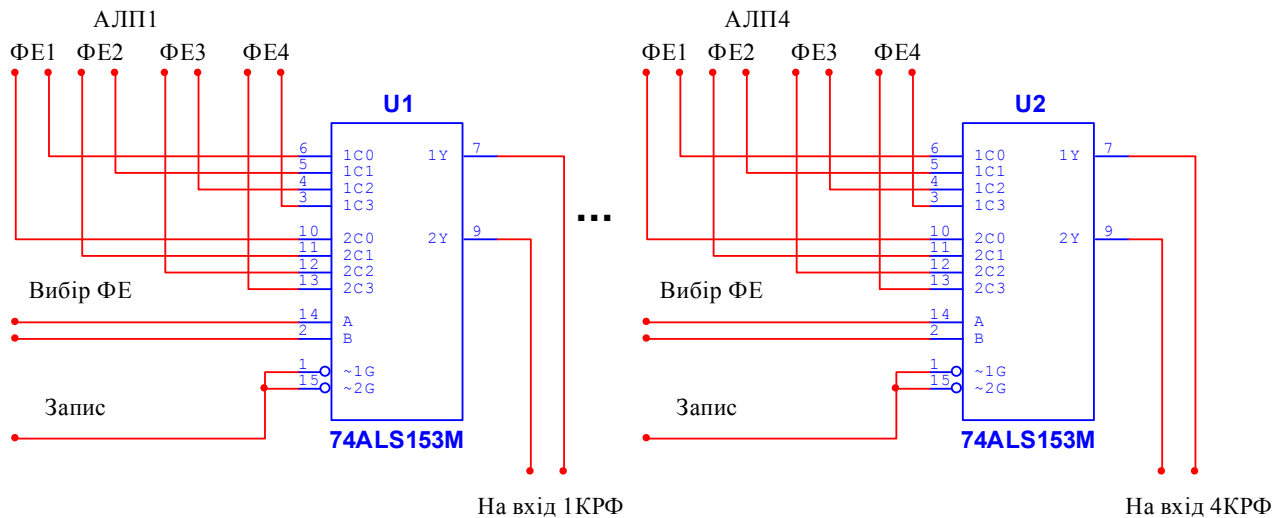 АЛП1 АЛП4
ФЕ1 ФЕ2 ФЕ3 ФЕ4 ФЕ1 ФЕ2 ФЕ3 ФЕ4
U1 U2
6 1C0 1Y 7 6 1C0 1Y 7
5 1C1 5 1C1
4 1C2 4 1C2
3 1C3 3 1C3
...
10 2C0 2Y 9 10 2C0 2Y 9
11 2C1 11 2C1
12 2C2 12 2C2
13 2C3 13 2C3
Вибір ФЕ Вибір ФЕ
14 A 14 A
2 B 2 B
1 ~1G 1 ~1G
15 ~2G 15 ~2G
Запис Запис
74ALS153M 74ALS153M
На вхід 1КРФ На вхід 4КРФ